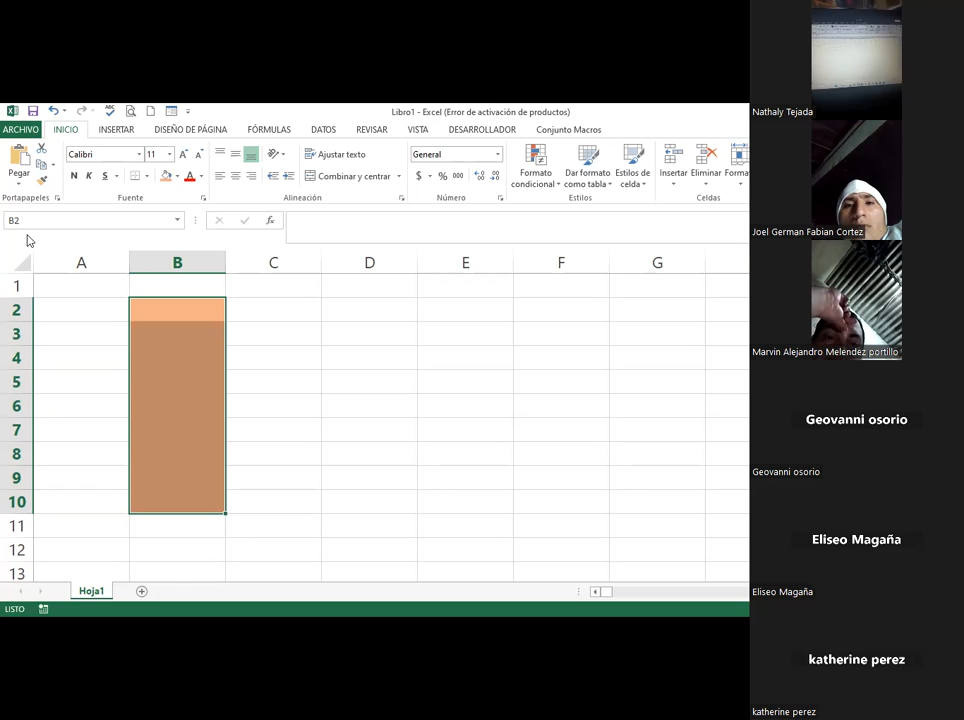 Libro1 - Excel (Error de activación de productos)
ARCHIVO INICIO INSERTAR DISEÑO DE PÁGINA FÓRMULAS DATOS REVISAR VISTA DESARROLLADOR Conjunto Macros
Pegar
Calibri 11
N K S
Ajustar texto
Combinar y centrar
General
$ % 000
Formato condicional
Dar formato como tabla
Estilos de celda
Insertar Eliminar Format
Portapapeles Fuente Alineación Número Estilos Celdas
B2
fx
A B C D E F G
1
2
3
4
5
6
7
8
9
10
11
12
13
Hoja1
LISTO
Nathaly Tejada
Joel German Fabian Cortez
Marvin Alejandro Melendez portillo
Geovanni osorio
Geovanni osorio
Eliseo Magaña
Eliseo Magaña
katherine perez
katherine perez